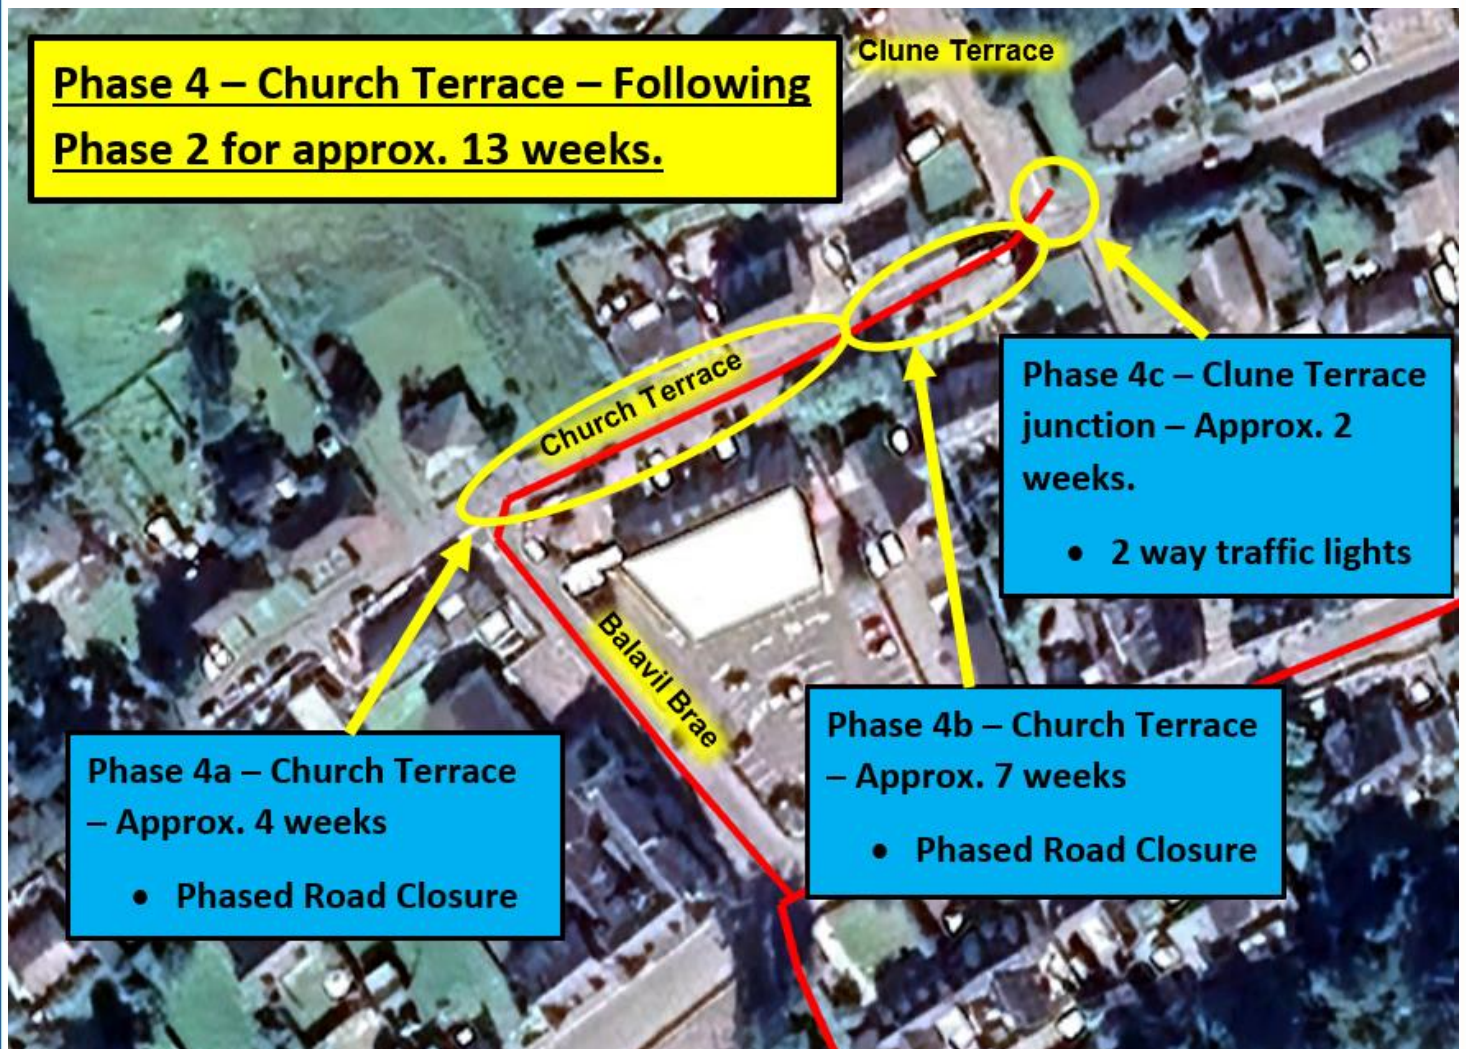 Phase 4 – Church Terrace – Following
Phase 2 for approx. 13 weeks.
Clune Terrace
Church Terrace
Phase 4c – Clune Terrace
junction – Approx. 2
weeks.
• 2 way traffic lights
Balavil Brae
Phase 4b – Church Terrace
– Approx. 7 weeks
• Phased Road Closure
Phase 4a – Church Terrace
– Approx. 4 weeks
• Phased Road Closure